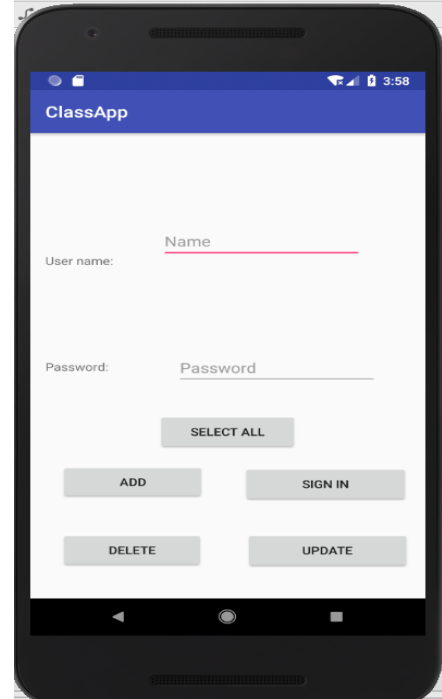 3:58
ClassApp
Name
User name:
Password:
Password
SELECT ALL
ADD
SIGN IN
DELETE
UPDATE